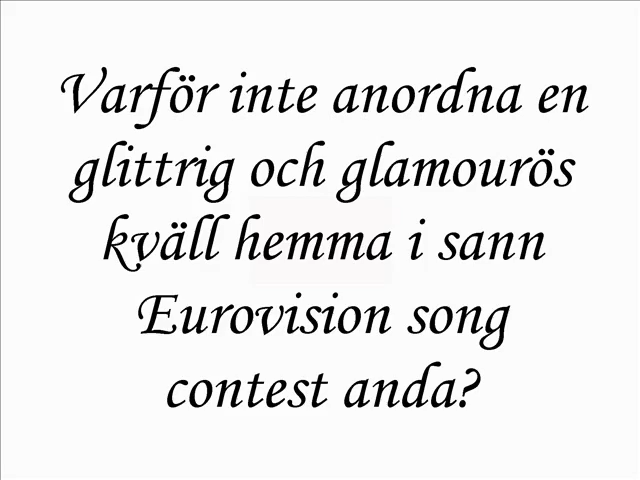 Varför inte anordna en
glittrig och glamourös
kväll hemma i sann
Eurovision song
contest anda?